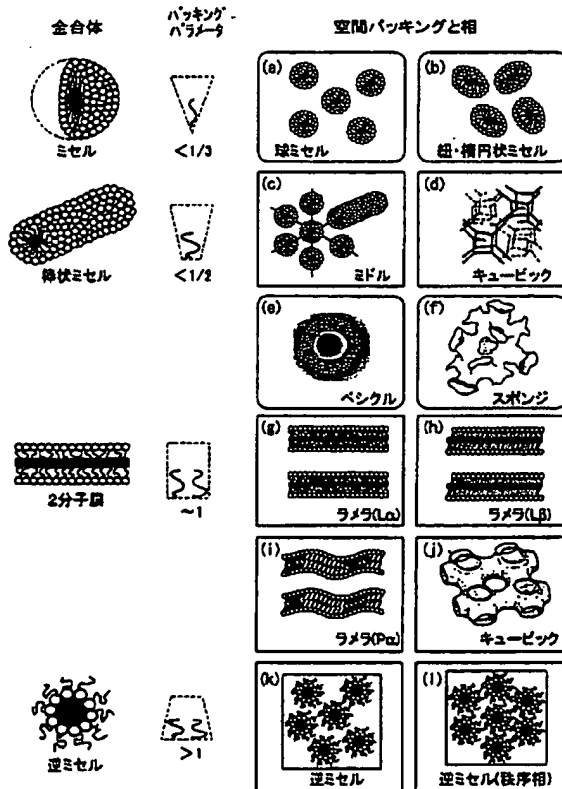 会合体
パッキング
パラメータ
空間パッキングと相
ミセル
<1/3
(a)
球ミセル
(b)
紐・楕円状ミセル
棒状ミセル
<1/2
(c)
ミドル
(d)
キュービック
(e)
ベシクル
(f)
スポンジ
2分子膜
~1
(g)
ラメラ(Lα)
(h)
ラメラ(Lβ)
(i)
ラメラ(Pα)
(j)
キュービック
逆ミセル
>1
(k)
逆ミセル
(l)
逆ミセル(秩序相)